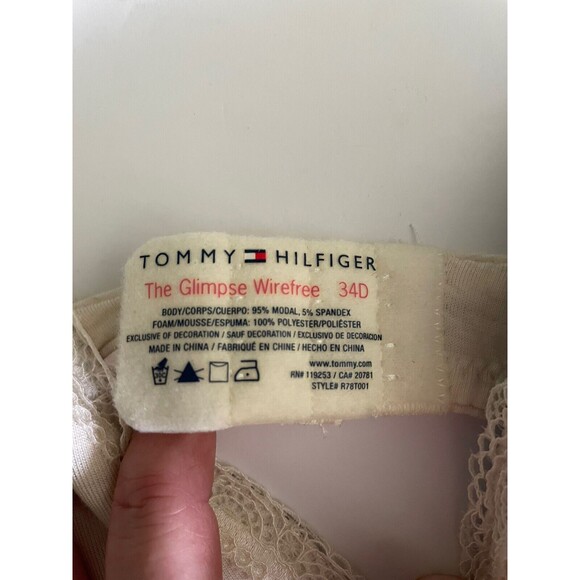 TOMMY HILFIGER
The Glimpse Wirefree 34D
BODY/CORPS/CUERPO: 95% MODAL, 5% SPANDEX
FOAM/MOUSSE/ESPUMA: 100% POLYESTER/POLIÉSTER
EXCLUSIVE OF DECORATION / SAUF DECORATION / EXCLUSIVO DE DECORACION
MADE IN CHINA / FABRIQUÉ EN CHINE / HECHO EN CHINA
www.tommy.com
RN# 119253 / CA# 20781
STYLE# R78T001